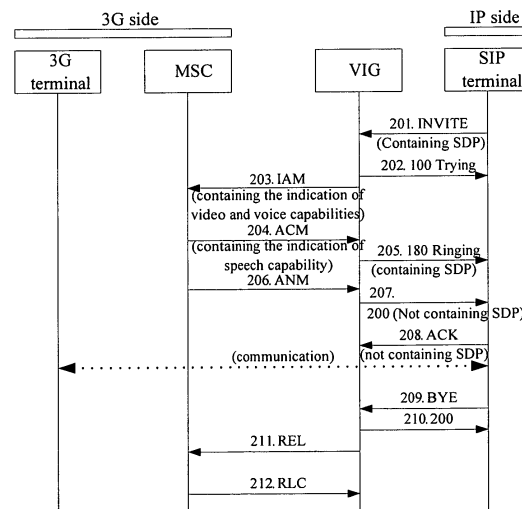 3G side
IP side
3G
terminal
MSC
VIG
SIP
terminal
201. INVITE
(Containing SDP)
202. 100 Trying
203. IAM
(containing the indication of
video and voice capabilities)
204. ACM
(containing the indication of
speech capability)
205. 180 Ringing
(containing SDP)
206. ANM
207.
200 (Not containing SDP)
208. ACK
(not containing SDP)
(communication)
209. BYE
210. 200
211. REL
212. RLC